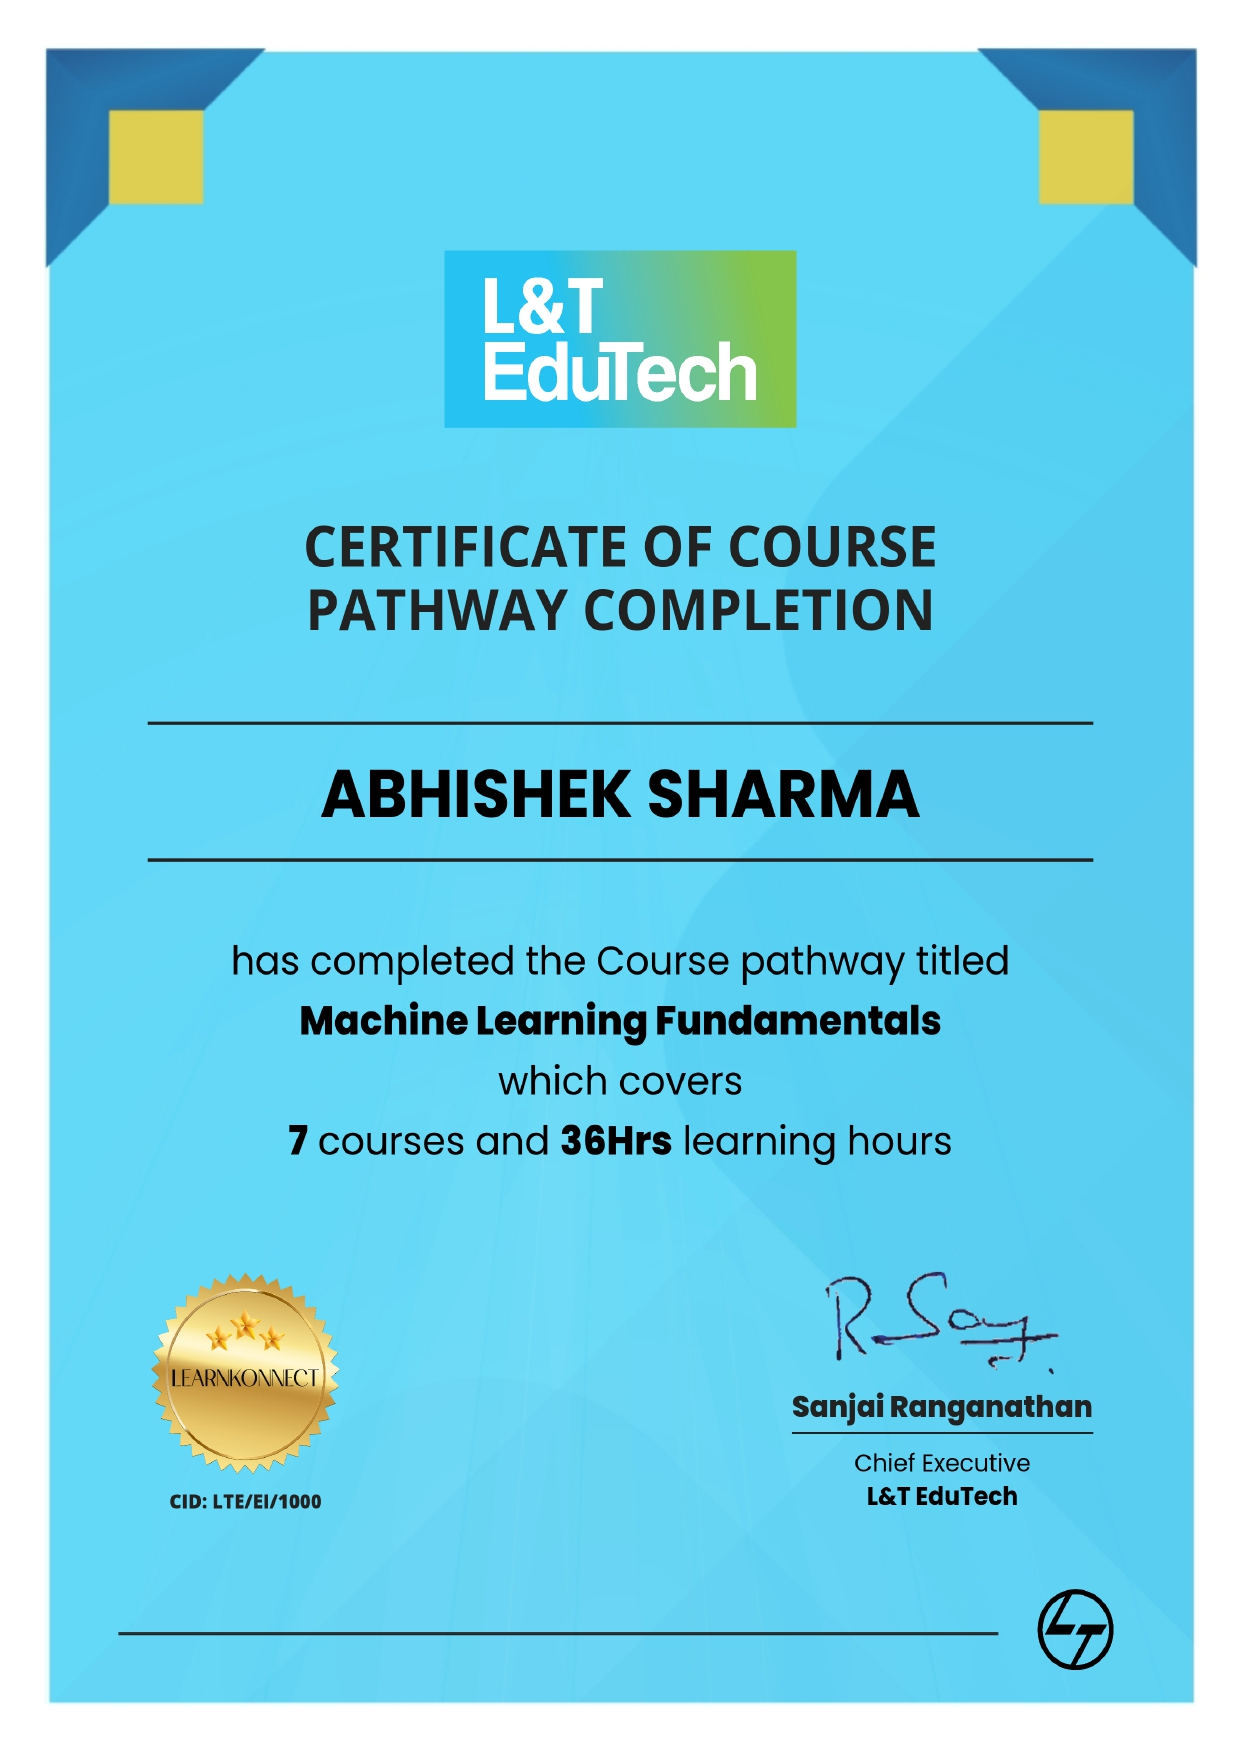 L&T
EduTech
CERTIFICATE OF COURSE
PATHWAY COMPLETION
ABHISHEK SHARMA
has completed the Course pathway titled
Machine Learning Fundamentals
which covers
7 courses and 36Hrs learning hours
LEARNKONNECT
CID: LTE/EI/1000
R Say
Sanjai Ranganathan
Chief Executive
L&T EduTech
LT